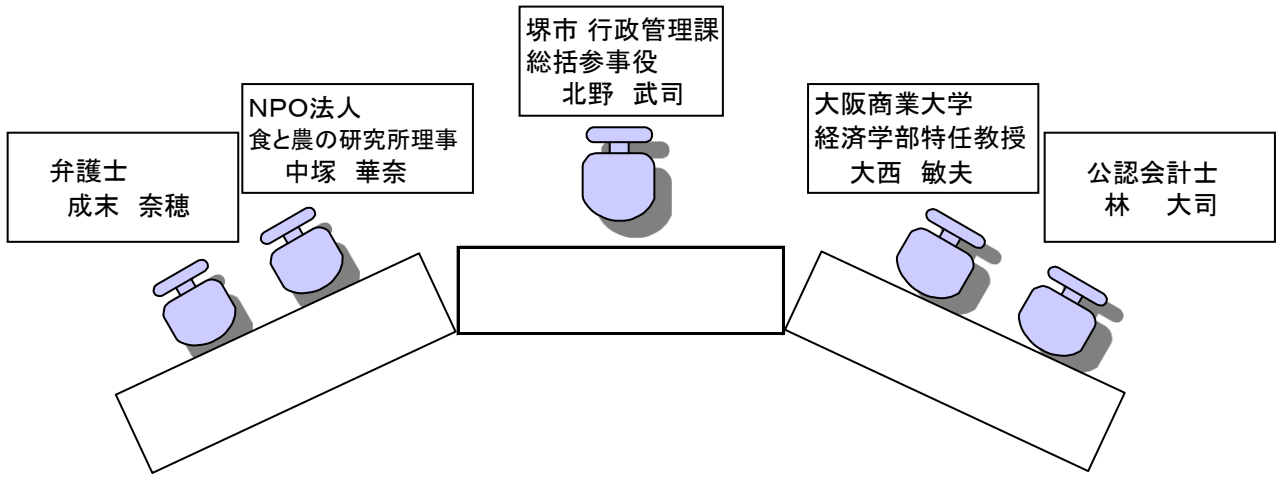 堺市 行政管理課
総括参事役
北野 武司
NPO法人
食と農の研究所理事
中塚 華奈
大阪商業大学
経済学部特任教授
大西 敏夫
弁護士
成末 奈穂
公認会計士
林 大司